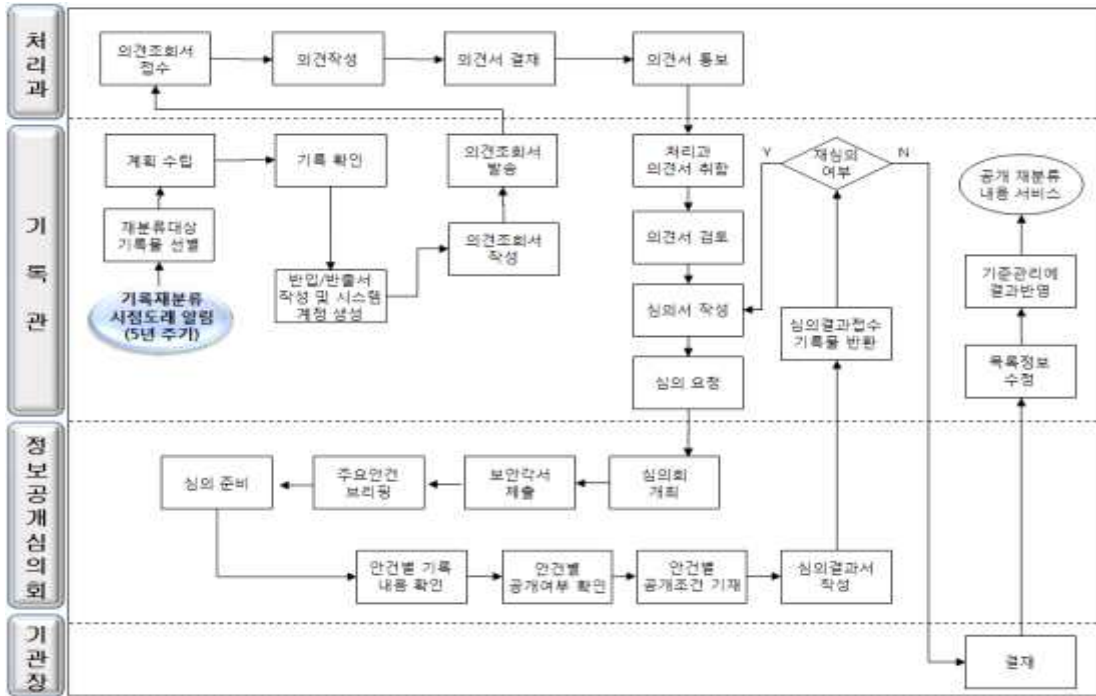 처리과
의견조회서
접수
의견작성
의견서 결재
의견서 통보
기록관
계획 수립
기록 확인
의견조회서
발송
처리과
의견서 취합
Y
재심의
여부
N
공개 재분류
내용 서비스
재분류대상
기록물 선별
의견조회서
작성
의견서 검토
기록재분류
시점도래 알림
(5년 주기)
반입/반출서
작성 및 시스템
계정 생성
심의서 작성
심의결과접수
기록물 반환
기준관리에
결과반영
심의 요청
목록정보
수정
정보공개심의회
심의 준비
주요안건
브리핑
보안각서
제출
심의회
개최
안건별 기록
내용 확인
안건별
공개여부 확인
안건별
공개조건 기재
심의결과서
작성
기관장
결재